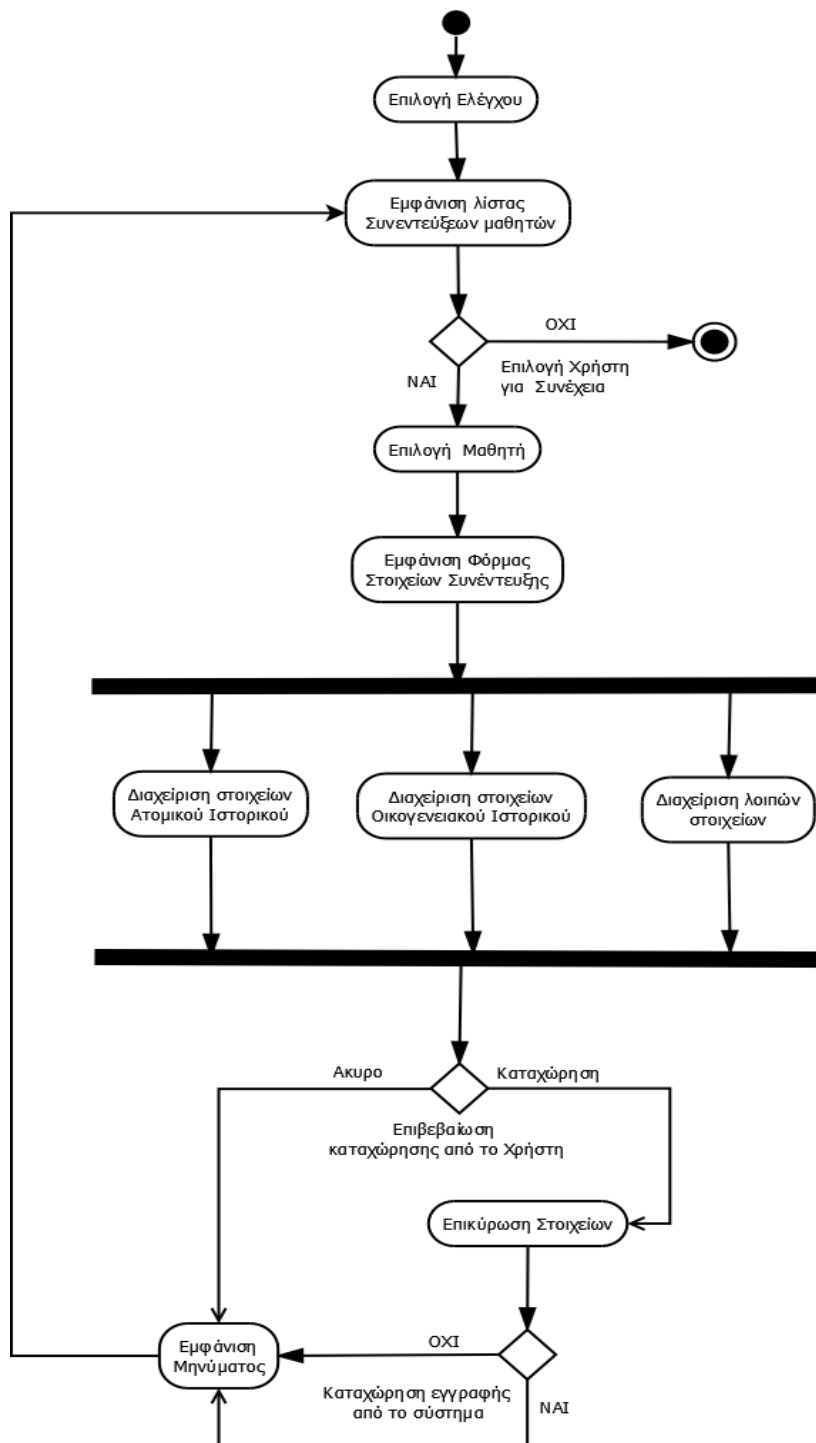 Επιλογή Ελέγχου
Εμφάνιση λίστας
Συνεντεύξεων μαθητών
ΟΧΙ
Επιλογή Χρήστη
για Συνέχεια
ΝΑΙ
Επιλογή Μαθητή
Εμφάνιση Φόρμας
Στοιχείων Συνέντευξης
Διαχείριση στοιχείων
Ατομικού Ιστορικού
Διαχείριση στοιχείων
Οικογενειακού Ιστορικού
Διαχείριση λοιπών
στοιχείων
Ακυρο
Καταχώρηση
Επιβεβαίωση
καταχώρησης από το Χρήστη
Επικύρωση Στοιχείων
Εμφάνιση
Μηνύματος
ΟΧΙ
Καταχώρηση εγγραφής
από το σύστημα
ΝΑΙ